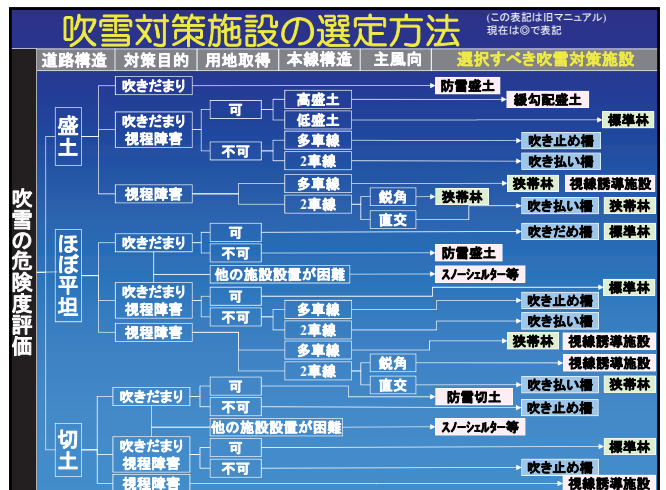 吹雪対策施設の選定方法
(この表記は旧マニュアル)
現在は◎で表記
道路構造 対策目的 用地取得 本線構造 主風向 選択すべき吹雪対策施設
吹雪の危険度評価
盛土
吹きだまり
防雪盛土
吹きだまり
視程障害
可
高盛土
緩勾配盛土
低盛土
標準林
不可
多車線
吹き止め柵
2車線
吹き払い柵
視程障害
多車線
狭帯林 視線誘導施設
2車線
鋭角
狭帯林
直交
吹き払い柵 狭帯林
ほぼ平坦
吹きだまり
可
吹きだめ柵 標準林
不可
防雪盛土
他の施設設置が困難
スノーシェルター等
吹きだまり
視程障害
可
標準林
不可
多車線
吹き止め柵
2車線
吹き払い柵
視程障害
多車線
狭帯林 視線誘導施設
2車線
鋭角
視線誘導施設
直交
吹き払い柵 狭帯林
切土
吹きだまり
可
防雪切土
不可
吹き止め柵
他の施設設置が困難
スノーシェルター等
吹きだまり
視程障害
可
標準林
不可
吹き止め柵
視程障害
視線誘導施設